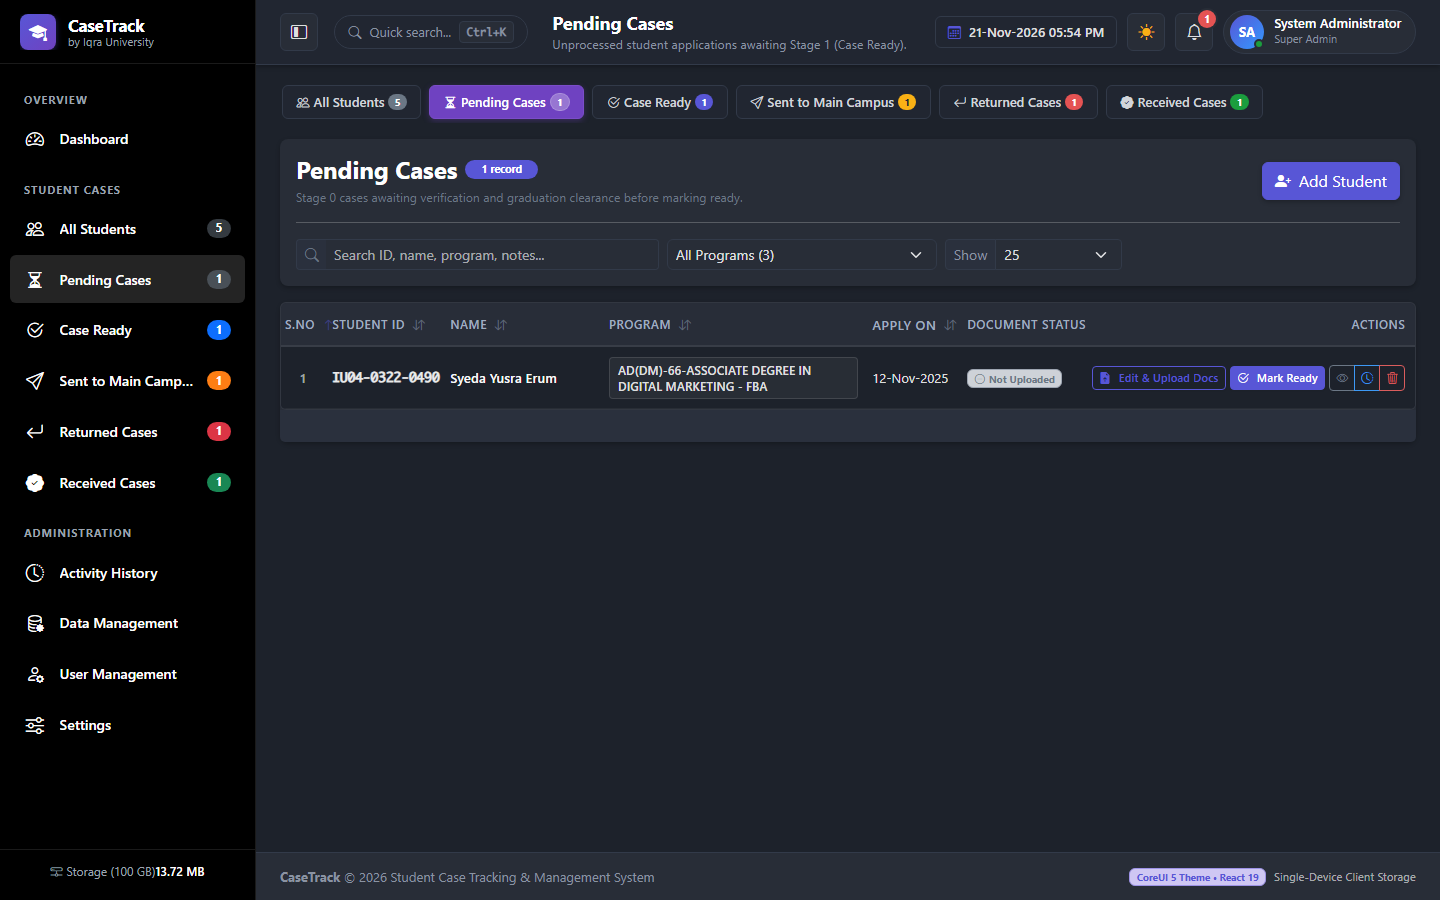 CaseTrack
by Iqra University
OVERVIEW
Dashboard
STUDENT CASES
All Students 5
Pending Cases 1
Case Ready 1
Sent to Main Camp... 1
Returned Cases 1
Received Cases 1
ADMINISTRATION
Activity History
Data Management
User Management
Settings
Storage (100 GB)13.72 MB
Quick search... Ctrl+K
Pending Cases
Unprocessed student applications awaiting Stage 1 (Case Ready).
21-Nov-2026 05:54 PM
1
SA
System Administrator
Super Admin
All Students 5
Pending Cases 1
Case Ready 1
Sent to Main Campus 1
Returned Cases 1
Received Cases 1
Pending Cases 1 record
Stage 0 cases awaiting verification and graduation clearance before marking ready.
Add Student
Search ID, name, program, notes...
All Programs (3)
Show 25
S.NO STUDENT ID NAME PROGRAM APPLY ON DOCUMENT STATUS ACTIONS
1 IU04-0322-0490 Syeda Yusra Erum AD(DM)-66-ASSOCIATE DEGREE IN
DIGITAL MARKETING - FBA
12-Nov-2025 Not Uploaded Edit & Upload Docs Mark Ready
CaseTrack © 2026 Student Case Tracking & Management System
CoreUI 5 Theme • React 19 Single-Device Client Storage